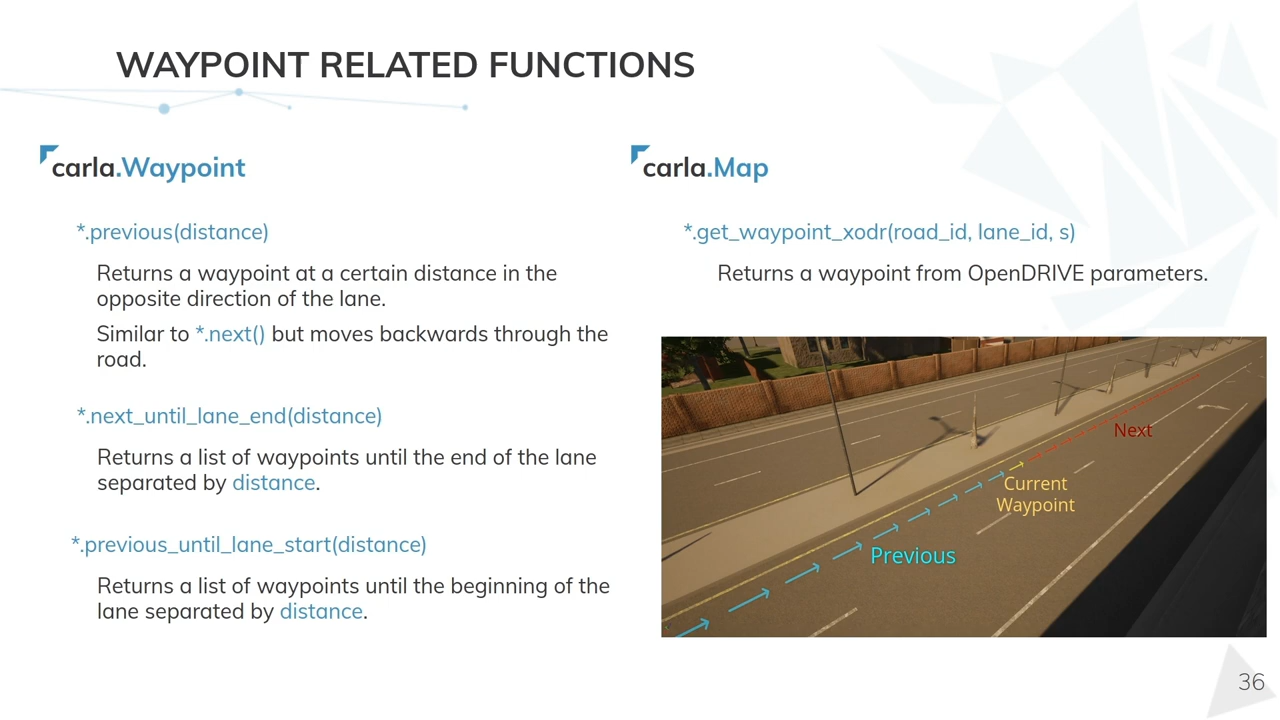 WAYPOINT RELATED FUNCTIONS
carla.Waypoint
*.previous(distance)
Returns a waypoint at a certain distance in the
opposite direction of the lane.
Similar to *.next() but moves backwards through the
road.
*.next_until_lane_end(distance)
Returns a list of waypoints until the end of the lane
separated by distance.
*.previous_until_lane_start(distance)
Returns a list of waypoints until the beginning of the
lane separated by distance.
carla.Map
*.get_waypoint_xodr(road_id, lane_id, s)
Returns a waypoint from OpenDRIVE parameters.
Next
Current
Waypoint
Previous
36